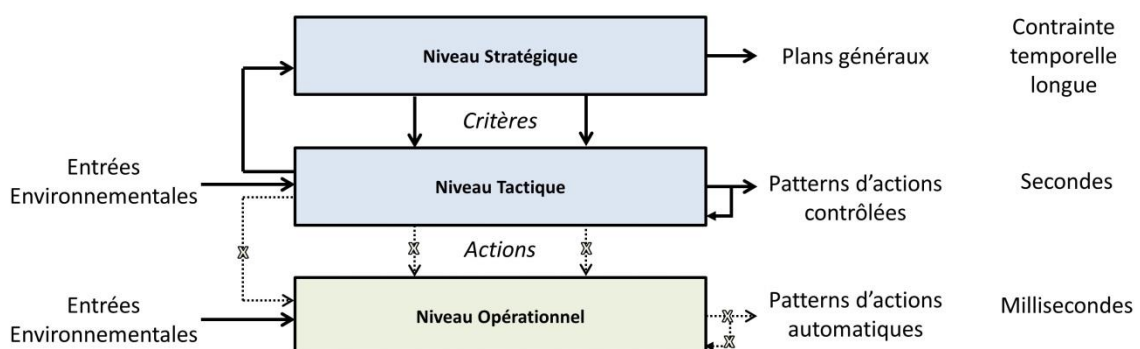 Niveau Stratégique
Plans généraux
Contrainte
temporelle
longue
Critères
Entrées
Environnementales
Niveau Tactique
Patterns d'actions
contrôlées
Secondes
X
X
X
Actions
Entrées
Environnementales
Niveau Opérationnel
X
X
Patterns d'actions
automatiques
Millisecondes